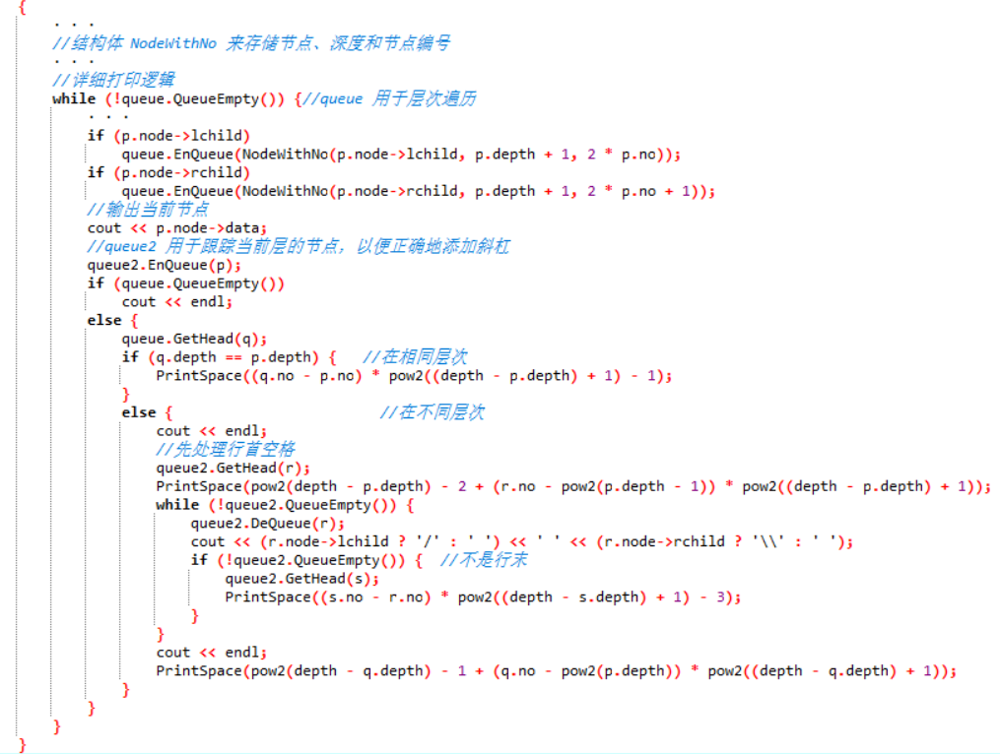 {
. . .
//结构体 NodeWithNo 来存储节点、深度和节点编号
. . .
//详细打印逻辑
while (!queue.QueueEmpty()) {//queue 用于层次遍历
. . .
if (p.node->lchild)
queue.EnQueue(NodeWithNo(p.node->lchild, p.depth + 1, 2 * p.no));
if (p.node->rchild)
queue.EnQueue(NodeWithNo(p.node->rchild, p.depth + 1, 2 * p.no + 1));
//输出当前节点
cout << p.node->data;
//queue2 用于跟踪当前层的节点，以便正确地添加斜杠
queue2.EnQueue(p);
if (queue.QueueEmpty())
cout << endl;
else {
queue.GetHead(q);
if (q.depth == p.depth) {   //在相同层次
PrintSpace((q.no - p.no) * pow2((depth - p.depth) + 1) - 1);
}
else {                        //在不同层次
cout << endl;
//先处理行首空格
queue2.GetHead(r);
PrintSpace(pow2(depth - p.depth) - 2 + (r.no - pow2(p.depth - 1)) * pow2((depth - p.depth) + 1));
while (!queue2.QueueEmpty()) {
queue2.DeQueue(r);
cout << (r.node->lchild ? '/' : ' ') << ' ' << (r.node->rchild ? '\\' : ' ');
if (!queue2.QueueEmpty()) {  //不是行末
queue2.GetHead(s);
PrintSpace((s.no - r.no) * pow2((depth - s.depth) + 1) - 3);
}
}
cout << endl;
PrintSpace(pow2(depth - q.depth) - 1 + (q.no - pow2(p.depth)) * pow2((depth - q.depth) + 1));
}
}
}
}